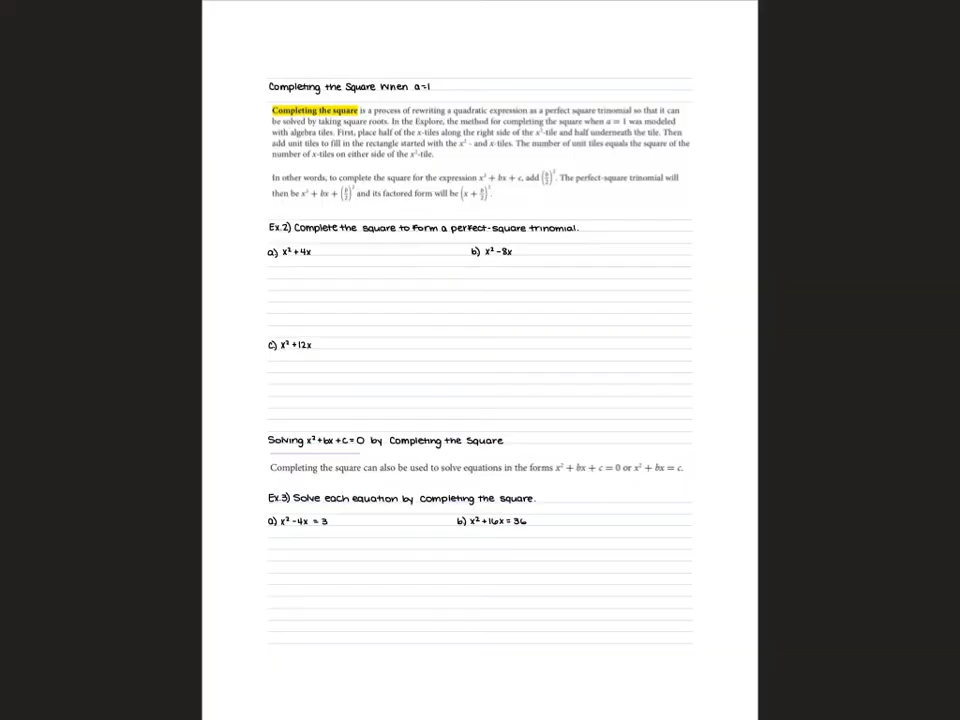 Completing the Square When a=1
Completing the square is a process of rewriting a quadratic expression as a perfect square trinomial so that it can
be solved by taking square roots. In the Explore, the method for completing the square when a = 1 was modeled
with algebra tiles. First, place half of the x-tiles along the right side of the x²-tile and half underneath the tile. Then
add unit tiles to fill in the rectangle started with the x² - and x-tiles. The number of unit tiles equals the square of the
number of x-tiles on either side of the x²-tile.
In other words, to complete the square for the expression x² + bx + c, add (b/2)². The perfect-square trinomial will
then be x² + bx + (b/2)² and its factored form will be (x + b/2)².
Ex.2) Complete the square to form a perfect-square trinomial.
a) x² + 4x b) x² - 8x
c) x² + 12x
Solving x² + bx + c = 0 by Completing the Square
Completing the square can also be used to solve equations in the forms x² + bx + c = 0 or x² + bx = c.
Ex.3) Solve each equation by completing the square.
a) x² - 4x = 3 b) x² + 16x = 36